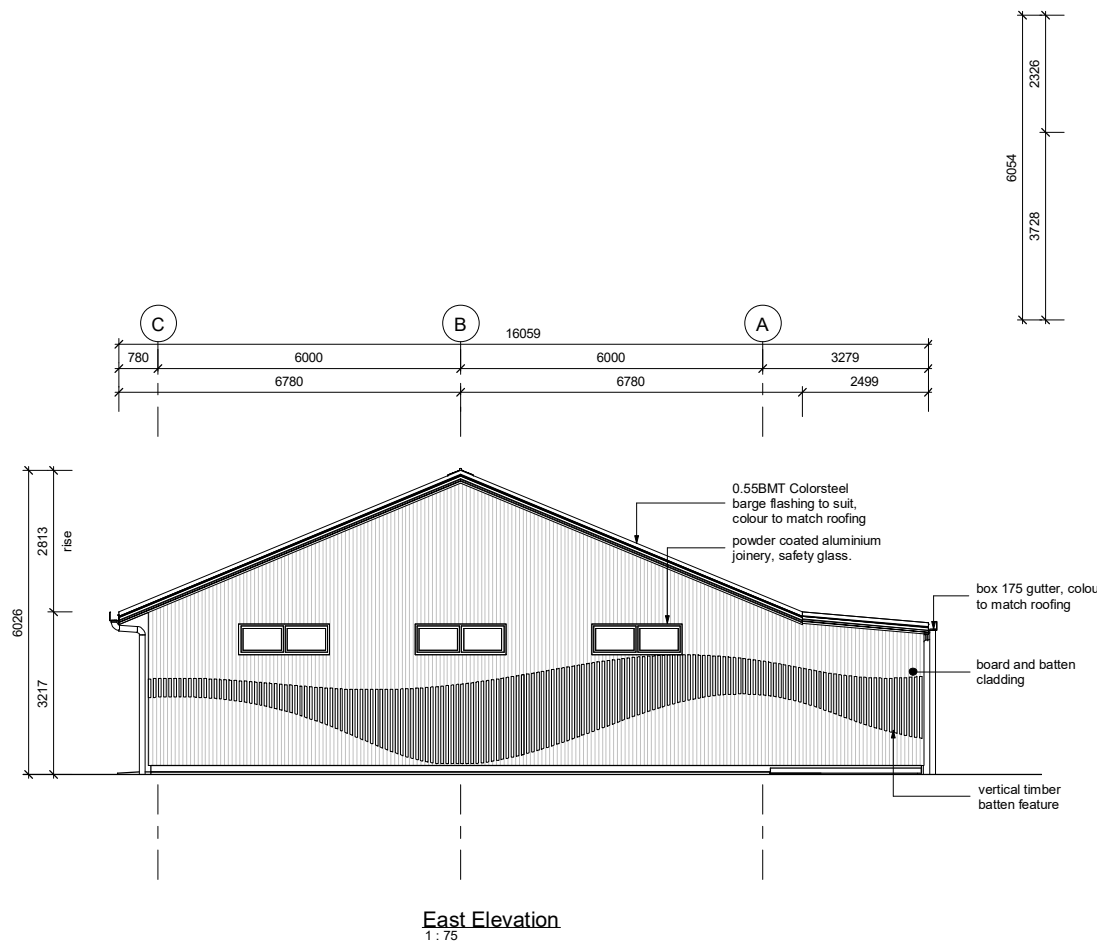 2326
6054
3728
C
B
A
16059
780
6000
6000
3279
6780
6780
2499
0.55BMT Colorsteel
barge flashing to suit,
colour to match roofing
2813
rise
powder coated aluminium
joinery, safety glass.
box 175 gutter, colou
to match roofing
6026
board and batten
cladding
3217
vertical timber
batten feature
East Elevation
1 : 75